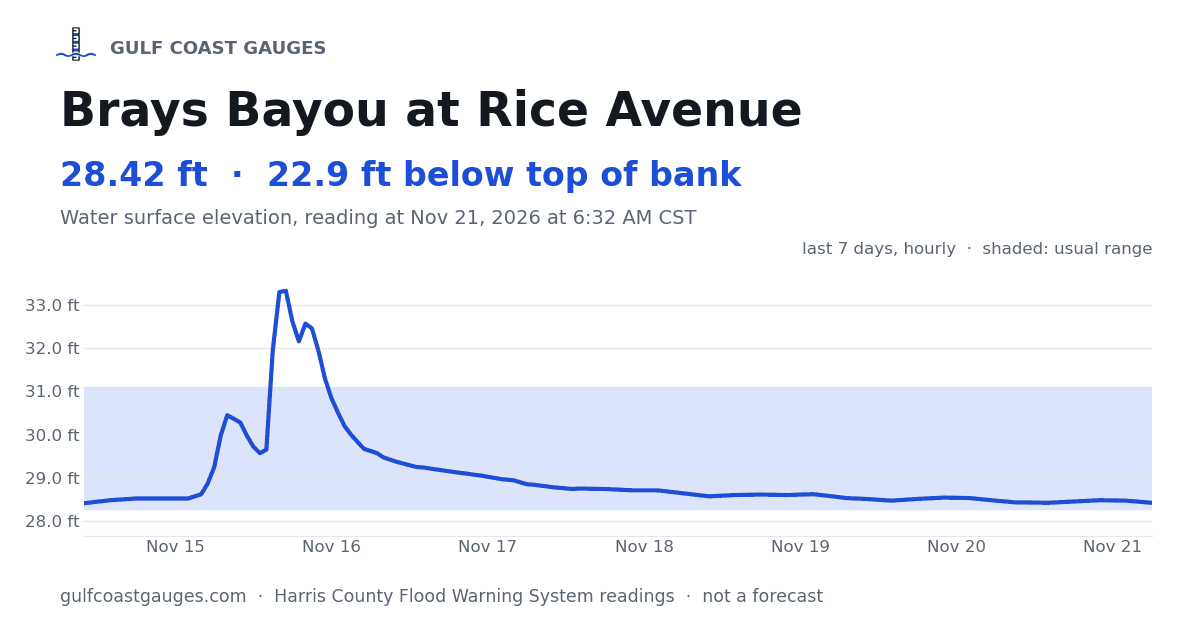 GULF COAST GAUGES
Brays Bayou at Rice Avenue
28.42 ft · 22.9 ft below top of bank
Water surface elevation, reading at Nov 21, 2026 at 6:32 AM CST
last 7 days, hourly · shaded: usual range
33.0 ft
32.0 ft
31.0 ft
30.0 ft
29.0 ft
28.0 ft
Nov 15 Nov 16 Nov 17 Nov 18 Nov 19 Nov 20 Nov 21
gulfcoastgauges.com · Harris County Flood Warning System readings · not a forecast